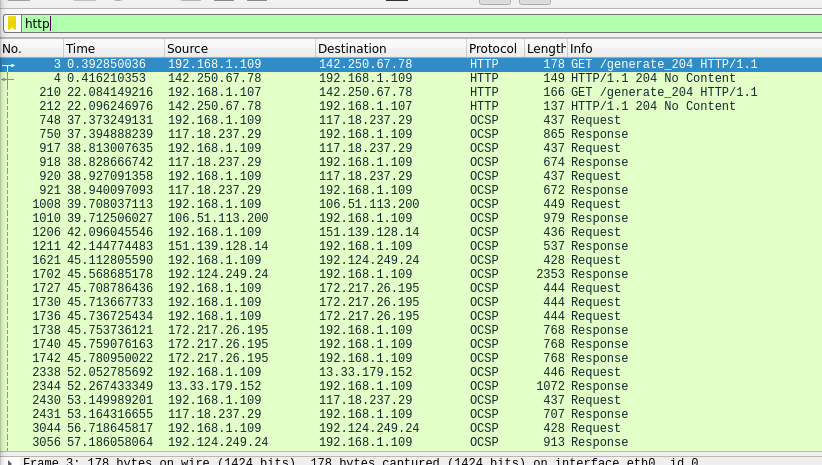 http
No. Time Source Destination Protocol Length Info
3 0.392850036 192.168.1.109 142.250.67.78 HTTP 178 GET /generate_204 HTTP/1.1
4 0.416210353 142.250.67.78 192.168.1.109 HTTP 149 HTTP/1.1 204 No Content
210 22.084149216 192.168.1.107 142.250.67.78 HTTP 166 GET /generate_204 HTTP/1.1
212 22.096246976 142.250.67.78 192.168.1.107 HTTP 137 HTTP/1.1 204 No Content
748 37.373249131 192.168.1.109 117.18.237.29 OCSP 437 Request
750 37.394888239 117.18.237.29 192.168.1.109 OCSP 865 Response
917 38.813007635 192.168.1.109 117.18.237.29 OCSP 437 Request
918 38.828666742 117.18.237.29 192.168.1.109 OCSP 674 Response
920 38.927091358 192.168.1.109 117.18.237.29 OCSP 437 Request
921 38.940097093 117.18.237.29 192.168.1.109 OCSP 672 Response
1008 39.708037113 192.168.1.109 106.51.113.200 OCSP 449 Request
1010 39.712506027 106.51.113.200 192.168.1.109 OCSP 979 Response
1206 42.096045546 192.168.1.109 151.139.128.14 OCSP 436 Request
1211 42.144774483 151.139.128.14 192.168.1.109 OCSP 537 Response
1621 45.112805590 192.168.1.109 192.124.249.24 OCSP 428 Request
1702 45.568685178 192.124.249.24 192.168.1.109 OCSP 2353 Response
1727 45.708786436 192.168.1.109 172.217.26.195 OCSP 444 Request
1730 45.713667733 192.168.1.109 172.217.26.195 OCSP 444 Request
1736 45.736725434 192.168.1.109 172.217.26.195 OCSP 444 Request
1738 45.753736121 172.217.26.195 192.168.1.109 OCSP 768 Response
1740 45.759076163 172.217.26.195 192.168.1.109 OCSP 768 Response
1742 45.780950022 172.217.26.195 192.168.1.109 OCSP 768 Response
2338 52.052785692 192.168.1.109 13.33.179.152 OCSP 446 Request
2344 52.267433349 13.33.179.152 192.168.1.109 OCSP 1072 Response
2430 53.149989201 192.168.1.109 117.18.237.29 OCSP 437 Request
2431 53.164316655 117.18.237.29 192.168.1.109 OCSP 707 Response
3044 56.718645817 192.168.1.109 192.124.249.24 OCSP 428 Request
3056 57.186058064 192.124.249.24 192.168.1.109 OCSP 913 Response
Frame 3: 178 bytes on wire (1424 bits), 178 bytes captured (1424 bits) on interface eth0, id 0